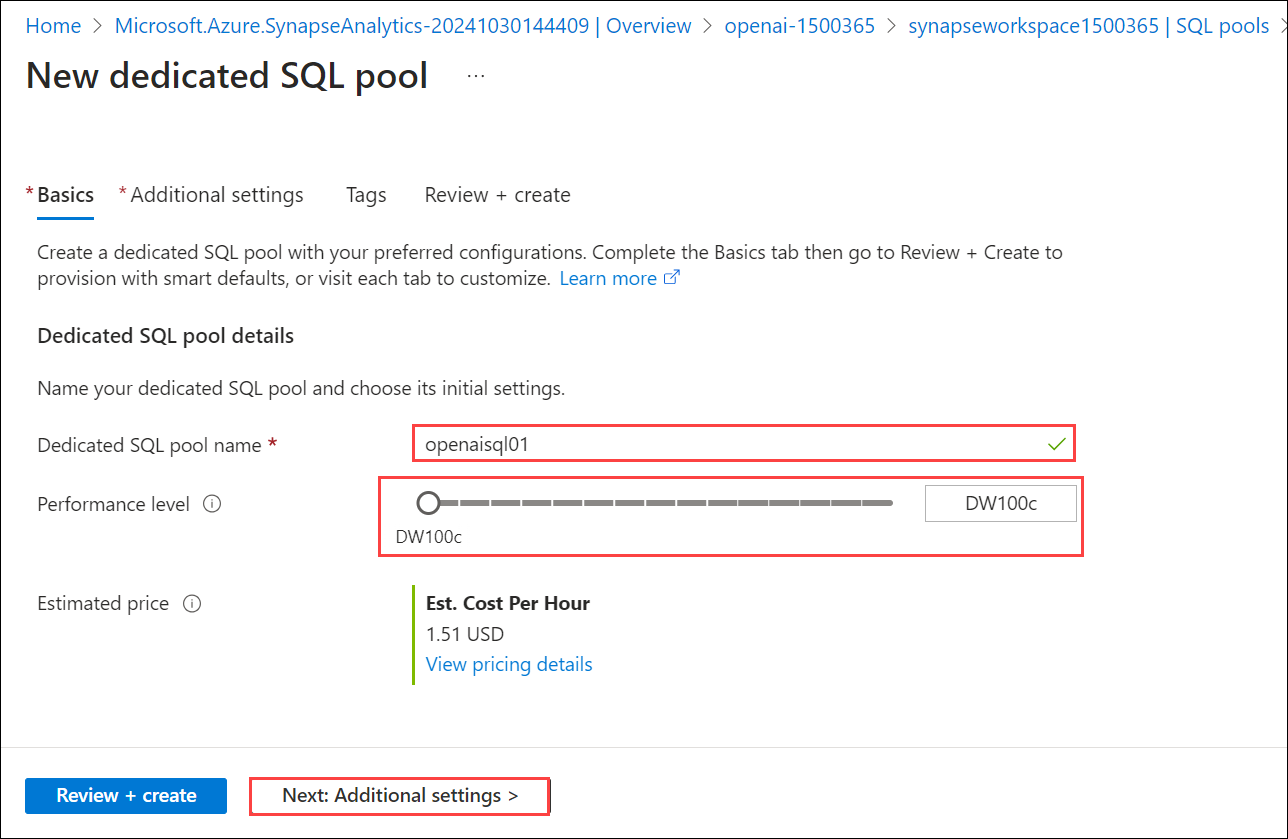 Home > Microsoft.Azure.SynapseAnalytics-20241030144409 | Overview > openai-1500365 > synapseworkspace1500365 | SQL pools >
New dedicated SQL pool ...
* Basics * Additional settings Tags Review + create
Create a dedicated SQL pool with your preferred configurations. Complete the Basics tab then go to Review + Create to
provision with smart defaults, or visit each tab to customize. Learn more
Dedicated SQL pool details
Name your dedicated SQL pool and choose its initial settings.
Dedicated SQL pool name * openaisql01
Performance level DW100c
DW100c
Estimated price Est. Cost Per Hour
1.51 USD
View pricing details
Review + create Next: Additional settings >